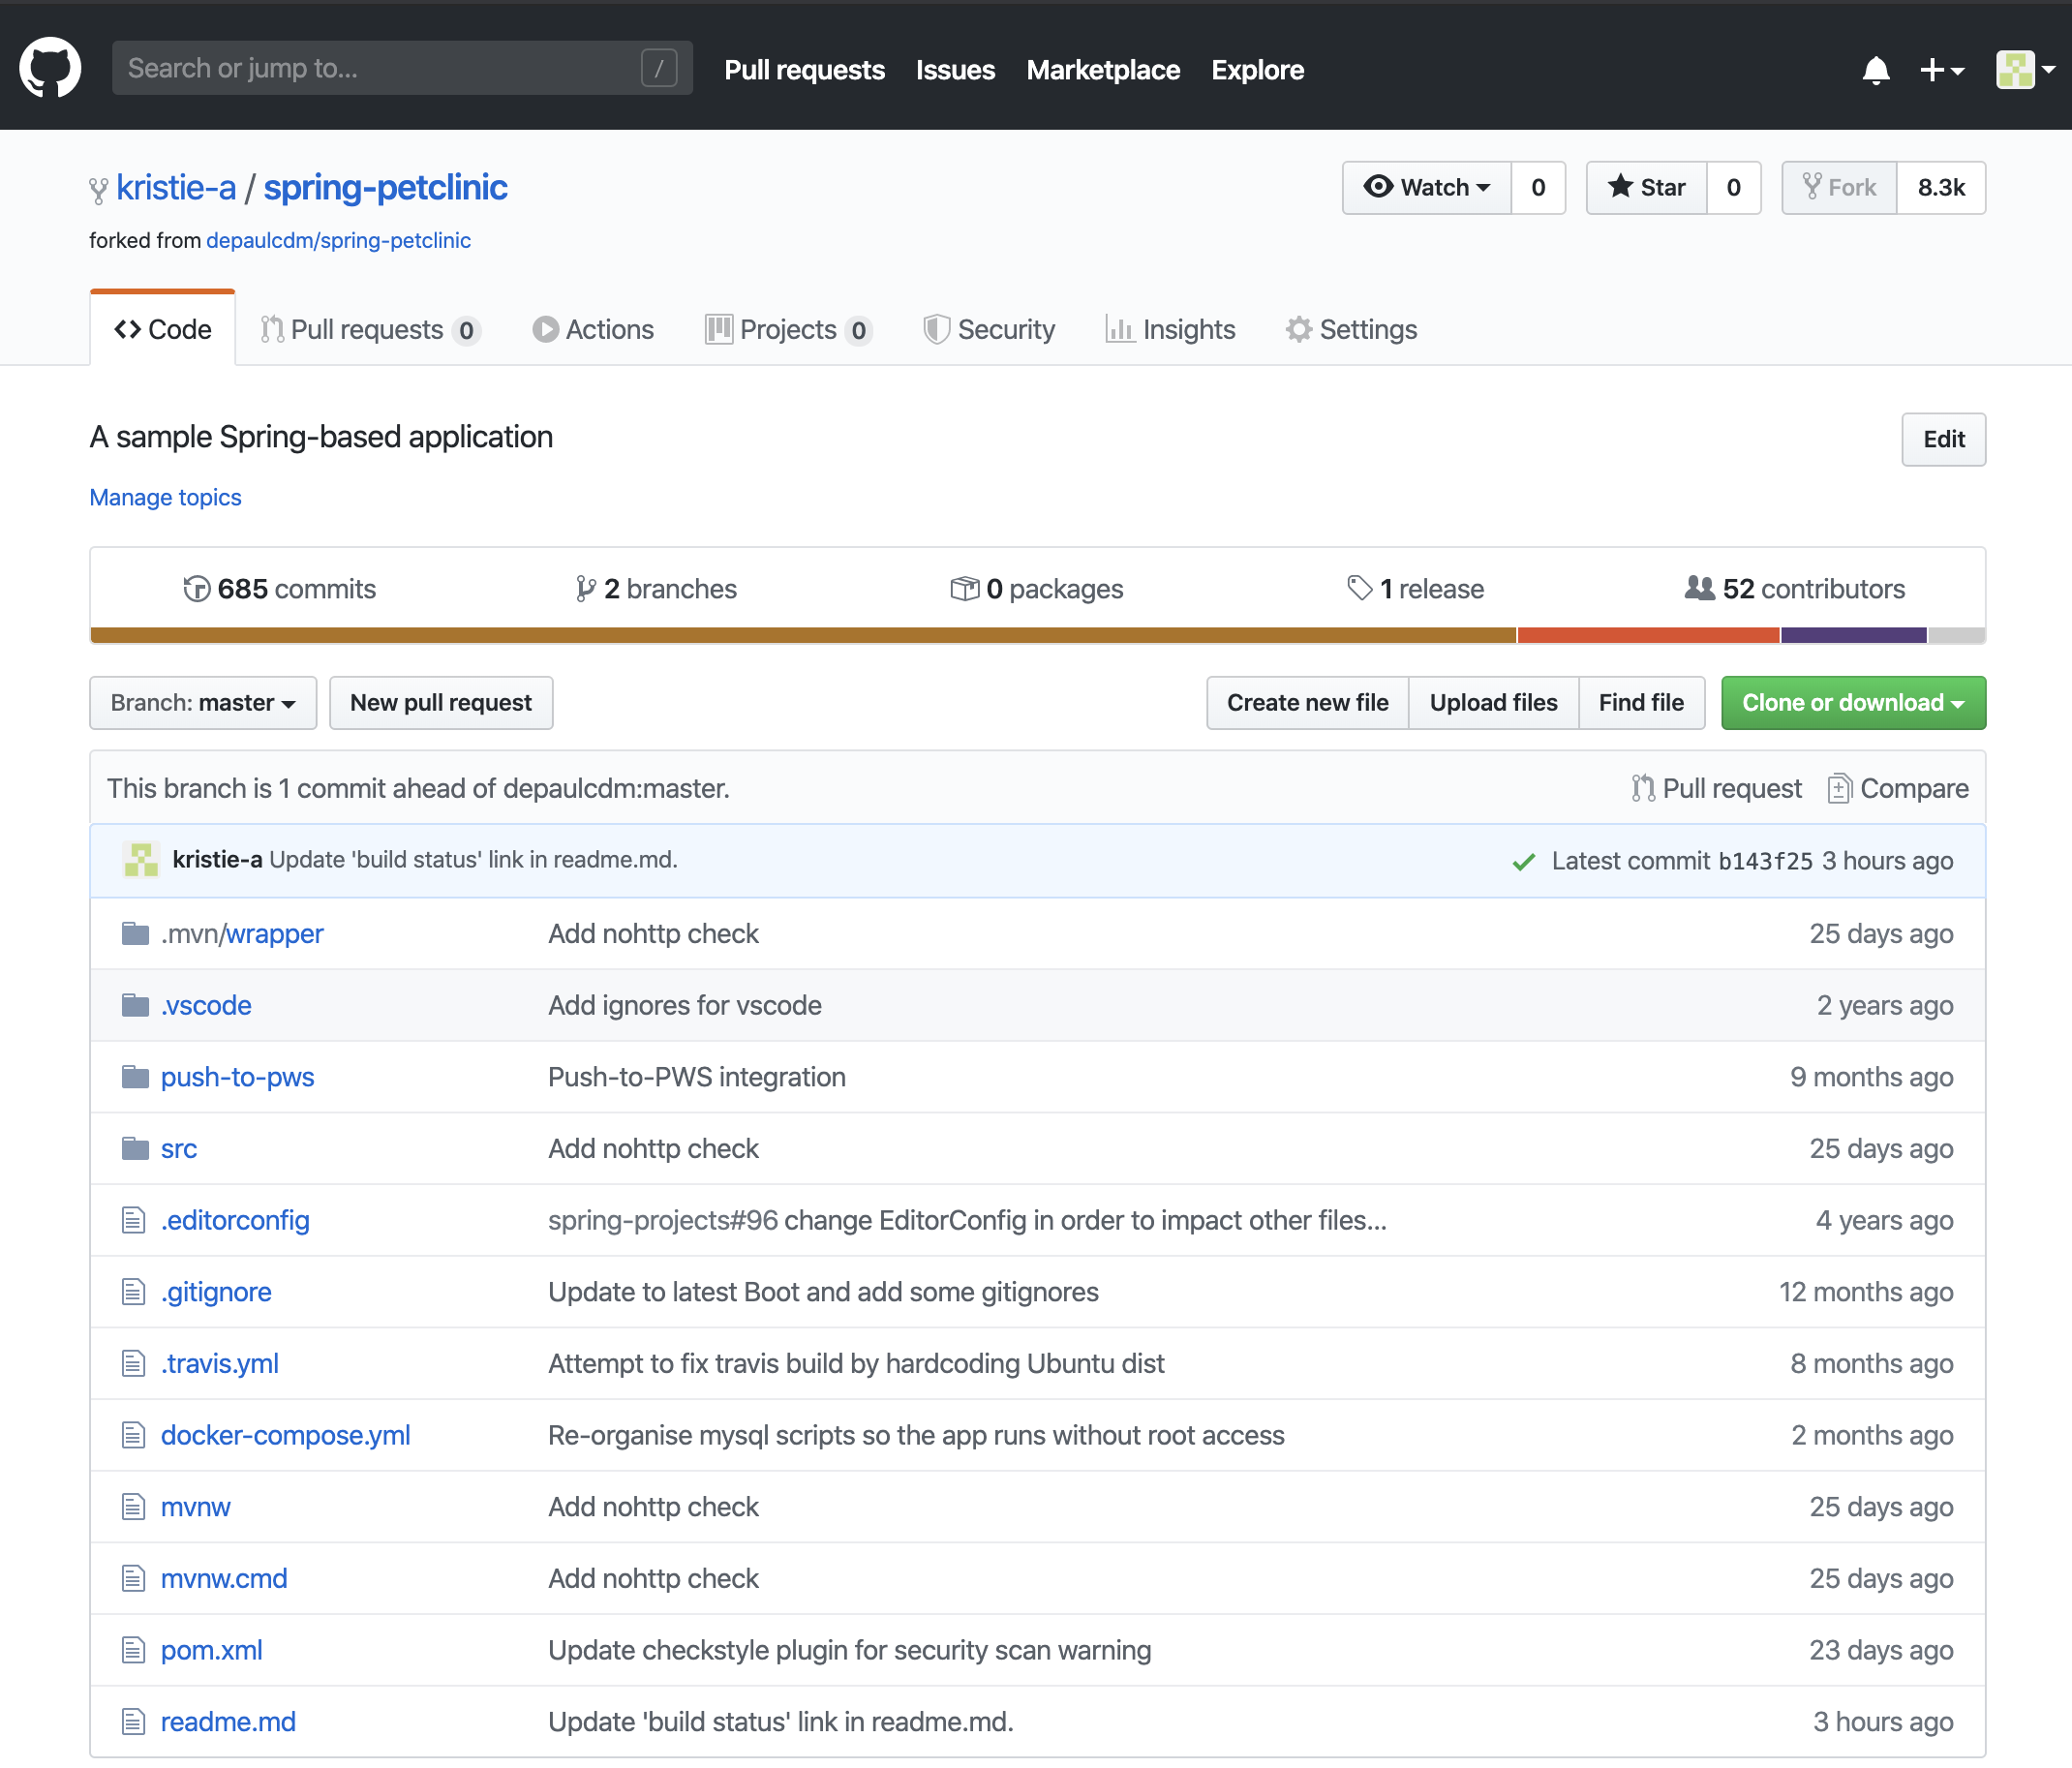 Search or jump to... /
Pull requests Issues Marketplace Explore
kristie-a / spring-petclinic
Watch 0 Star 0 Fork 8.3k
forked from depaulcdm/spring-petclinic
Code Pull requests 0 Actions Projects 0 Security Insights Settings
A sample Spring-based application
Edit
Manage topics
685 commits 2 branches 0 packages 1 release 52 contributors
Branch: master New pull request Create new file Upload files Find file Clone or download
This branch is 1 commit ahead of depaulcdm:master. Pull request Compare
kristie-a Update 'build status' link in readme.md. Latest commit b143f25 3 hours ago
.mvn/wrapper Add nohttp check 25 days ago
.vscode Add ignores for vscode 2 years ago
push-to-pws Push-to-PWS integration 9 months ago
src Add nohttp check 25 days ago
.editorconfig spring-projects#96 change EditorConfig in order to impact other files... 4 years ago
.gitignore Update to latest Boot and add some gitignores 12 months ago
.travis.yml Attempt to fix travis build by hardcoding Ubuntu dist 8 months ago
docker-compose.yml Re-organise mysql scripts so the app runs without root access 2 months ago
mvnw Add nohttp check 25 days ago
mvnw.cmd Add nohttp check 25 days ago
pom.xml Update checkstyle plugin for security scan warning 23 days ago
readme.md Update 'build status' link in readme.md. 3 hours ago